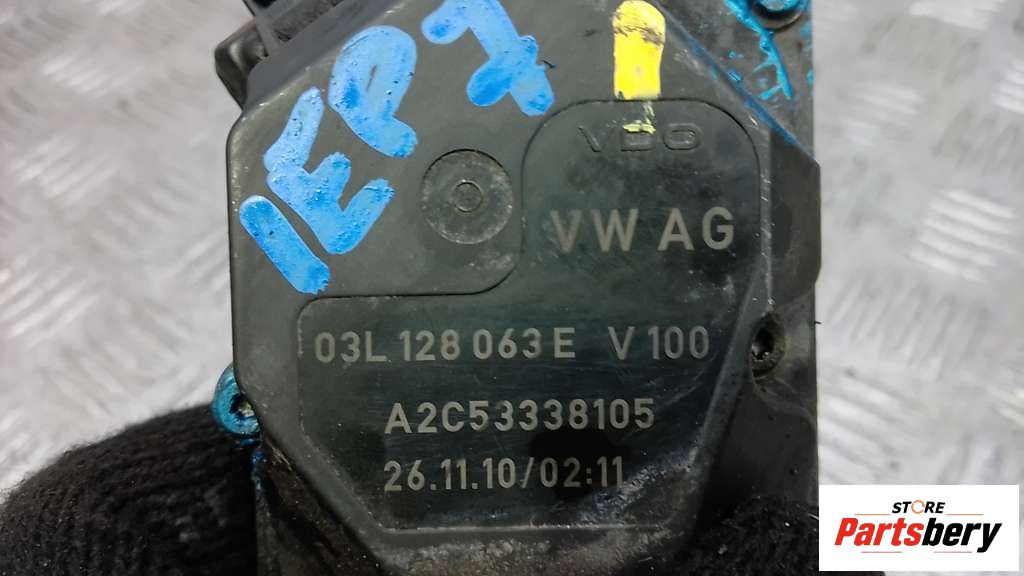 IEP7
VDO
VW AG
03L 128 063 E V 100
A2C53338105
26.11.10/02:11
STORE
Partsbery